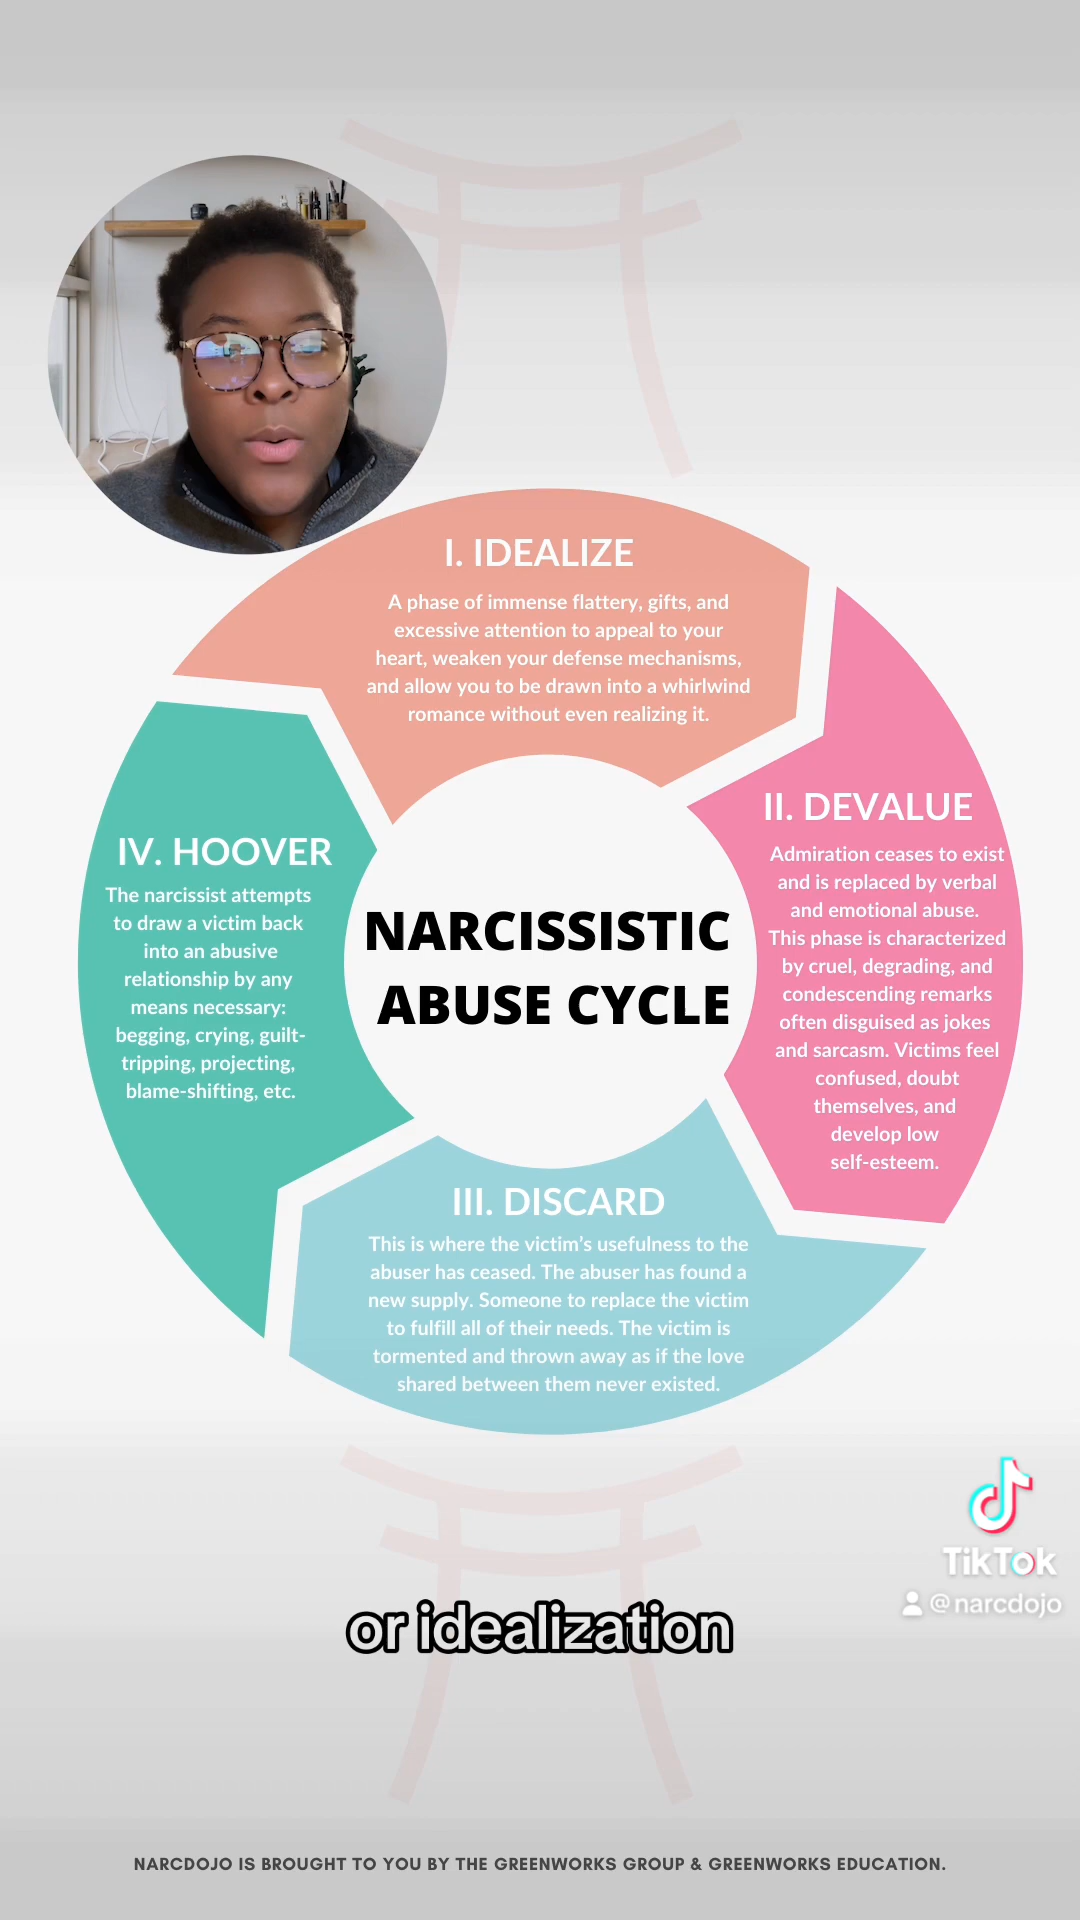 I. IDEALIZE
A phase of immense flattery, gifts, and
excessive attention to appeal to your
heart, weaken your defense mechanisms,
and allow you to be drawn into a whirlwind
romance without even realizing it.
II. DEVALUE
Admiration ceases to exist
and is replaced by verbal
and emotional abuse.
This phase is characterized
by cruel, degrading, and
condescending remarks
often disguised as jokes
and sarcasm. Victims feel
confused, doubt
themselves, and
develop low
self-esteem.
III. DISCARD
This is where the victim's usefulness to the
abuser has ceased. The abuser has found a
new supply. Someone to replace the victim
to fulfill all of their needs. The victim is
tormented and thrown away as if the love
shared between them never existed.
IV. HOOVER
The narcissist attempts
to draw a victim back
into an abusive
relationship by any
means necessary:
begging, crying, guilt-
tripping, projecting,
blame-shifting, etc.
NARCISSISTIC
ABUSE CYCLE
TikTok
@narcdojo
or idealization
NARCDOJO IS BROUGHT TO YOU BY THE GREENWORKS GROUP & GREENWORKS EDUCATION.